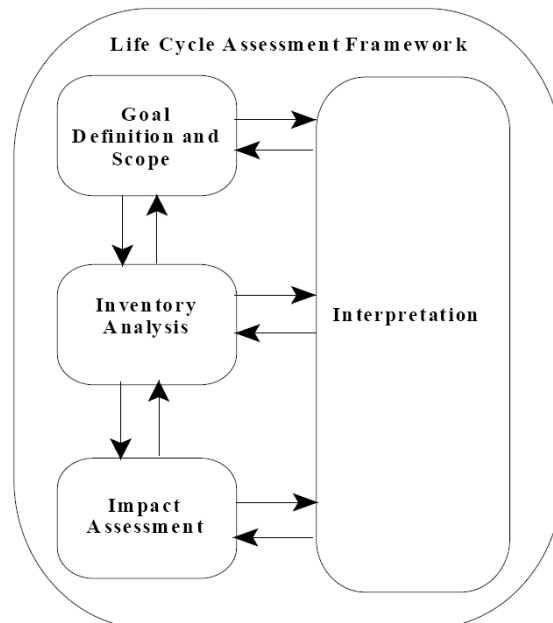 Life Cycle Assessment Framework
Goal
Definition and
Scope
Inventory
Analysis
Interpretation
Impact
Assessment